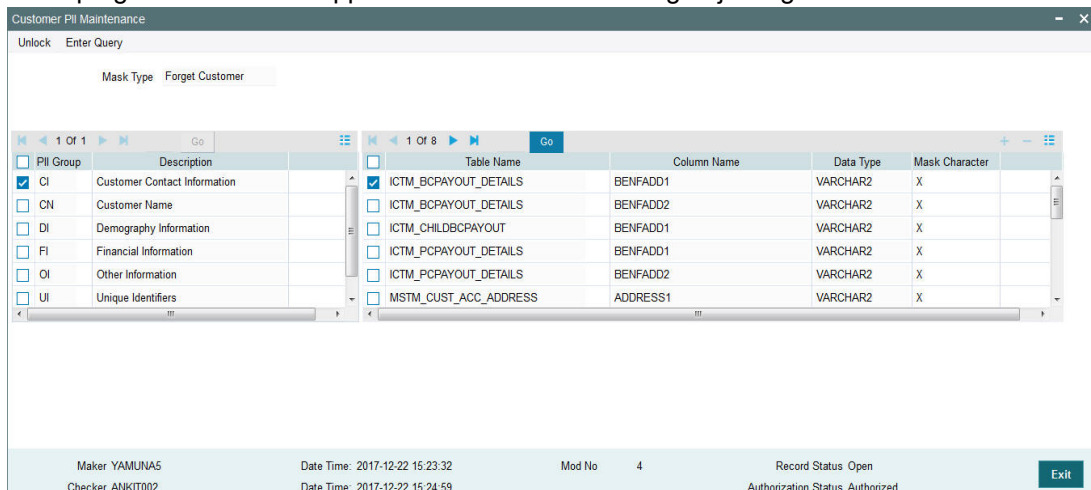 Customer PII Maintenance
Unlock Enter Query
Mask Type Forget Customer
1 Of 1 Go 1 Of 8 Go
PII Group Description Table Name Column Name Data Type Mask Character
CI Customer Contact Information ICTM_BCPAYOUT_DETAILS BENFADD1 VARCHAR2 X
CN Customer Name ICTM_BCPAYOUT_DETAILS BENFADD2 VARCHAR2 X
DI Demography Information ICTM_CHILDBCPAYOUT BENFADD1 VARCHAR2 X
FI Financial Information ICTM_PCPAYOUT_DETAILS BENFADD1 VARCHAR2 X
OI Other Information ICTM_PCPAYOUT_DETAILS BENFADD2 VARCHAR2 X
UI Unique Identifiers MSTM_CUST_ACC_ADDRESS ADDRESS1 VARCHAR2 X
Maker YAMUNA5 Date Time: 2017-12-22 15:23:32 Mod No 4 Record Status Open
Exit
Checker ANKIT002 Date Time: 2017-12-22 15:24:59 Authorization Status Authorized